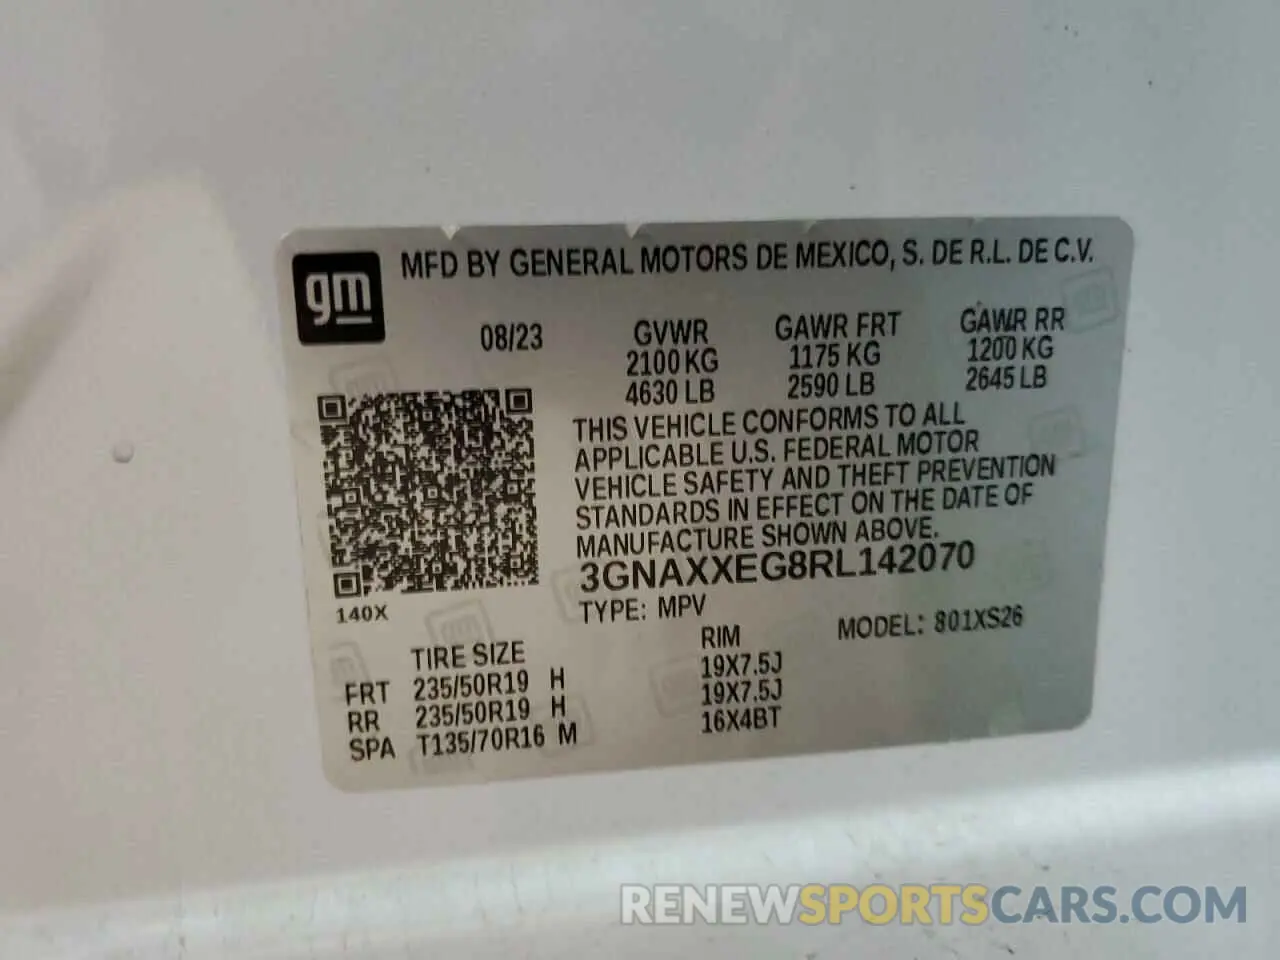 gm
MFD BY GENERAL MOTORS DE MEXICO, S. DE R.L. DE C.V.
08/23 GVWR GAWR FRT GAWR RR
2100 KG 1175 KG 1200 KG
4630 LB 2590 LB 2645 LB
THIS VEHICLE CONFORMS TO ALL
APPLICABLE U.S. FEDERAL MOTOR
VEHICLE SAFETY AND THEFT PREVENTION
STANDARDS IN EFFECT ON THE DATE OF
MANUFACTURE SHOWN ABOVE.
3GNAXXEG8RL142070
140X TYPE: MPV MODEL: 801XS26
TIRE SIZE RIM
FRT 235/50R19 H 19X7.5J
RR 235/50R19 H 19X7.5J
SPA T135/70R16 M 16X4BT
RENEWSPORTSCARS.COM